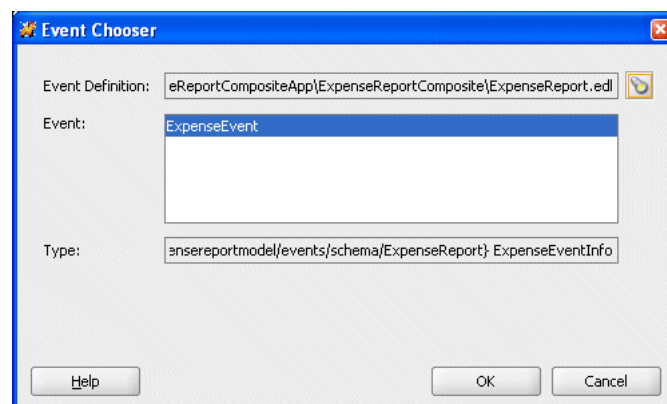 Event Chooser
Event Definition: eReportCompositeApp\ExpenseReportComposite\ExpenseReport.edl
Event: ExpenseEvent
Type: ensereportmodel/events/schema/ExpenseReport} ExpenseEventInfo
Help OK Cancel